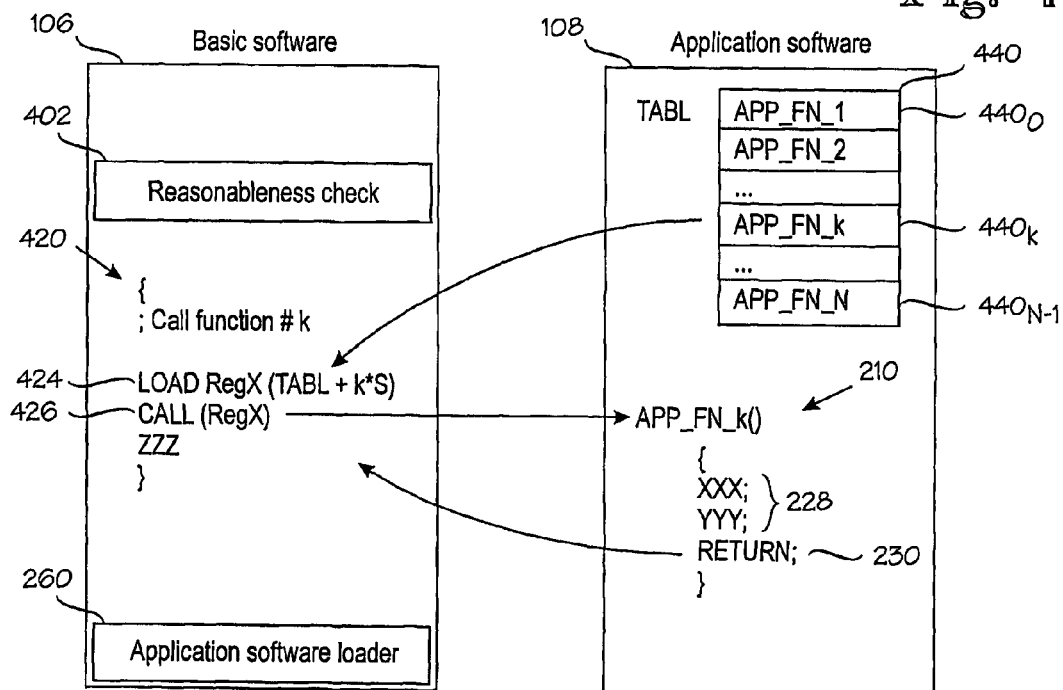 Fig.
106
Basic software
108
Application software
402
Reasonableness check
420
{
; Call function # k
424
LOAD RegX (TABL + k*S)
426
CALL (RegX)
ZZZ
}
260
Application software loader
440
TABL
APP_FN_1
440₀
APP_FN_2
...
APP_FN_k
440ₖ
...
APP_FN_N
440N-1
210
APP_FN_k()
{
XXX;
YYY;
228
RETURN;
230
}